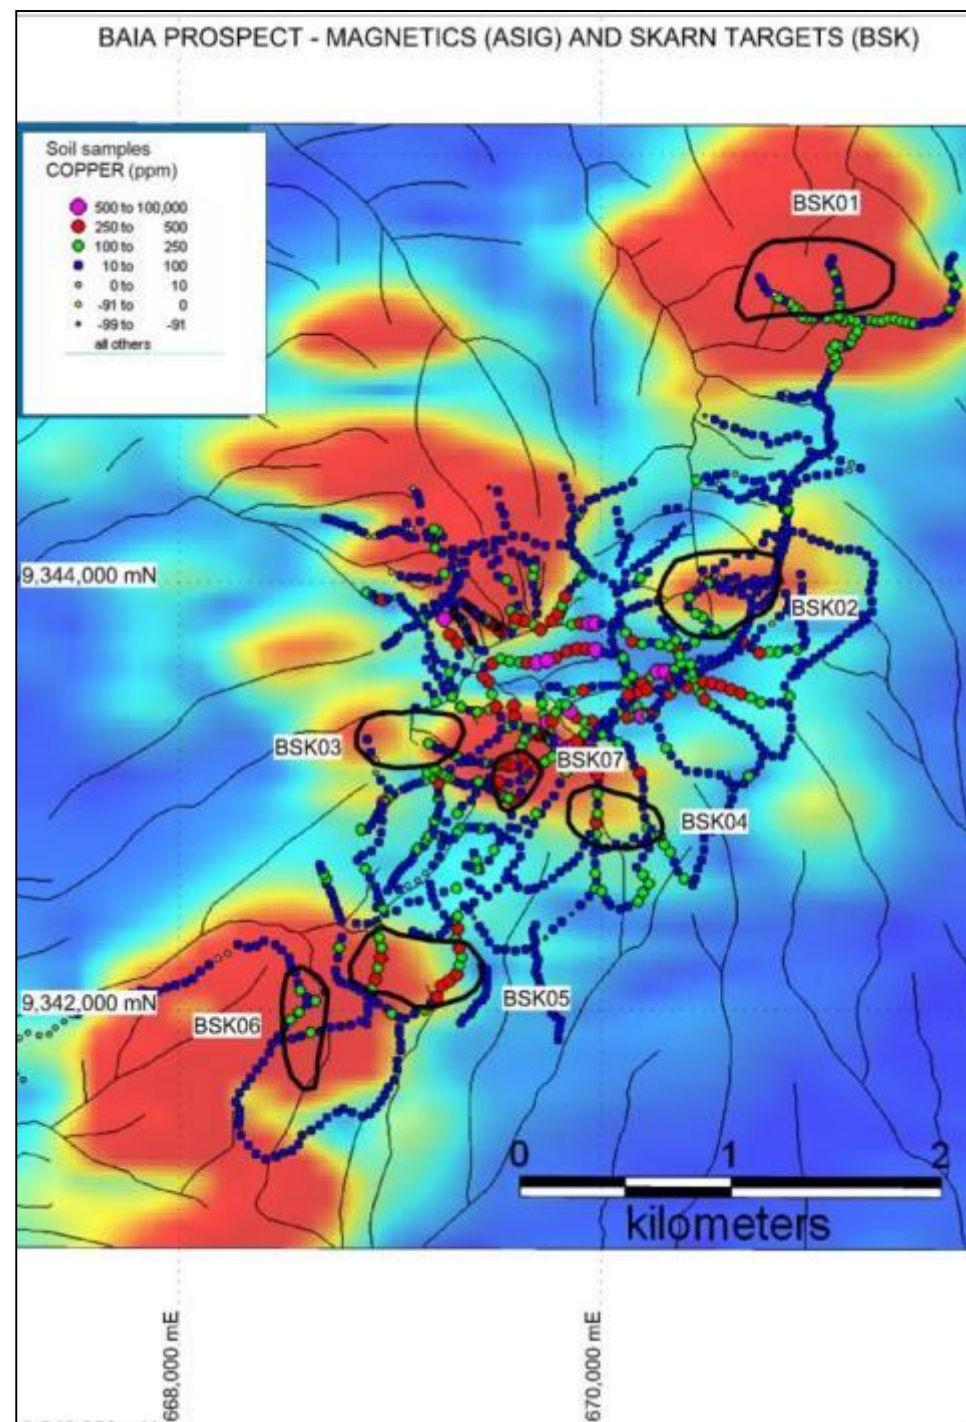 BAIA PROSPECT - MAGNETICS (ASIG) AND SKARN TARGETS (BSK)
Soil samples
COPPER (ppm)
500 to 100,000
250 to 500
100 to 250
10 to 100
0 to 10
-91 to 0
-99 to -91
all others
BSK01
9,344,000 mN
BSK02
BSK03
BSK07
BSK04
BSK05
9,342,000 mN
BSK06
0 1 2
kilometers
668,000 mE
670,000 mE